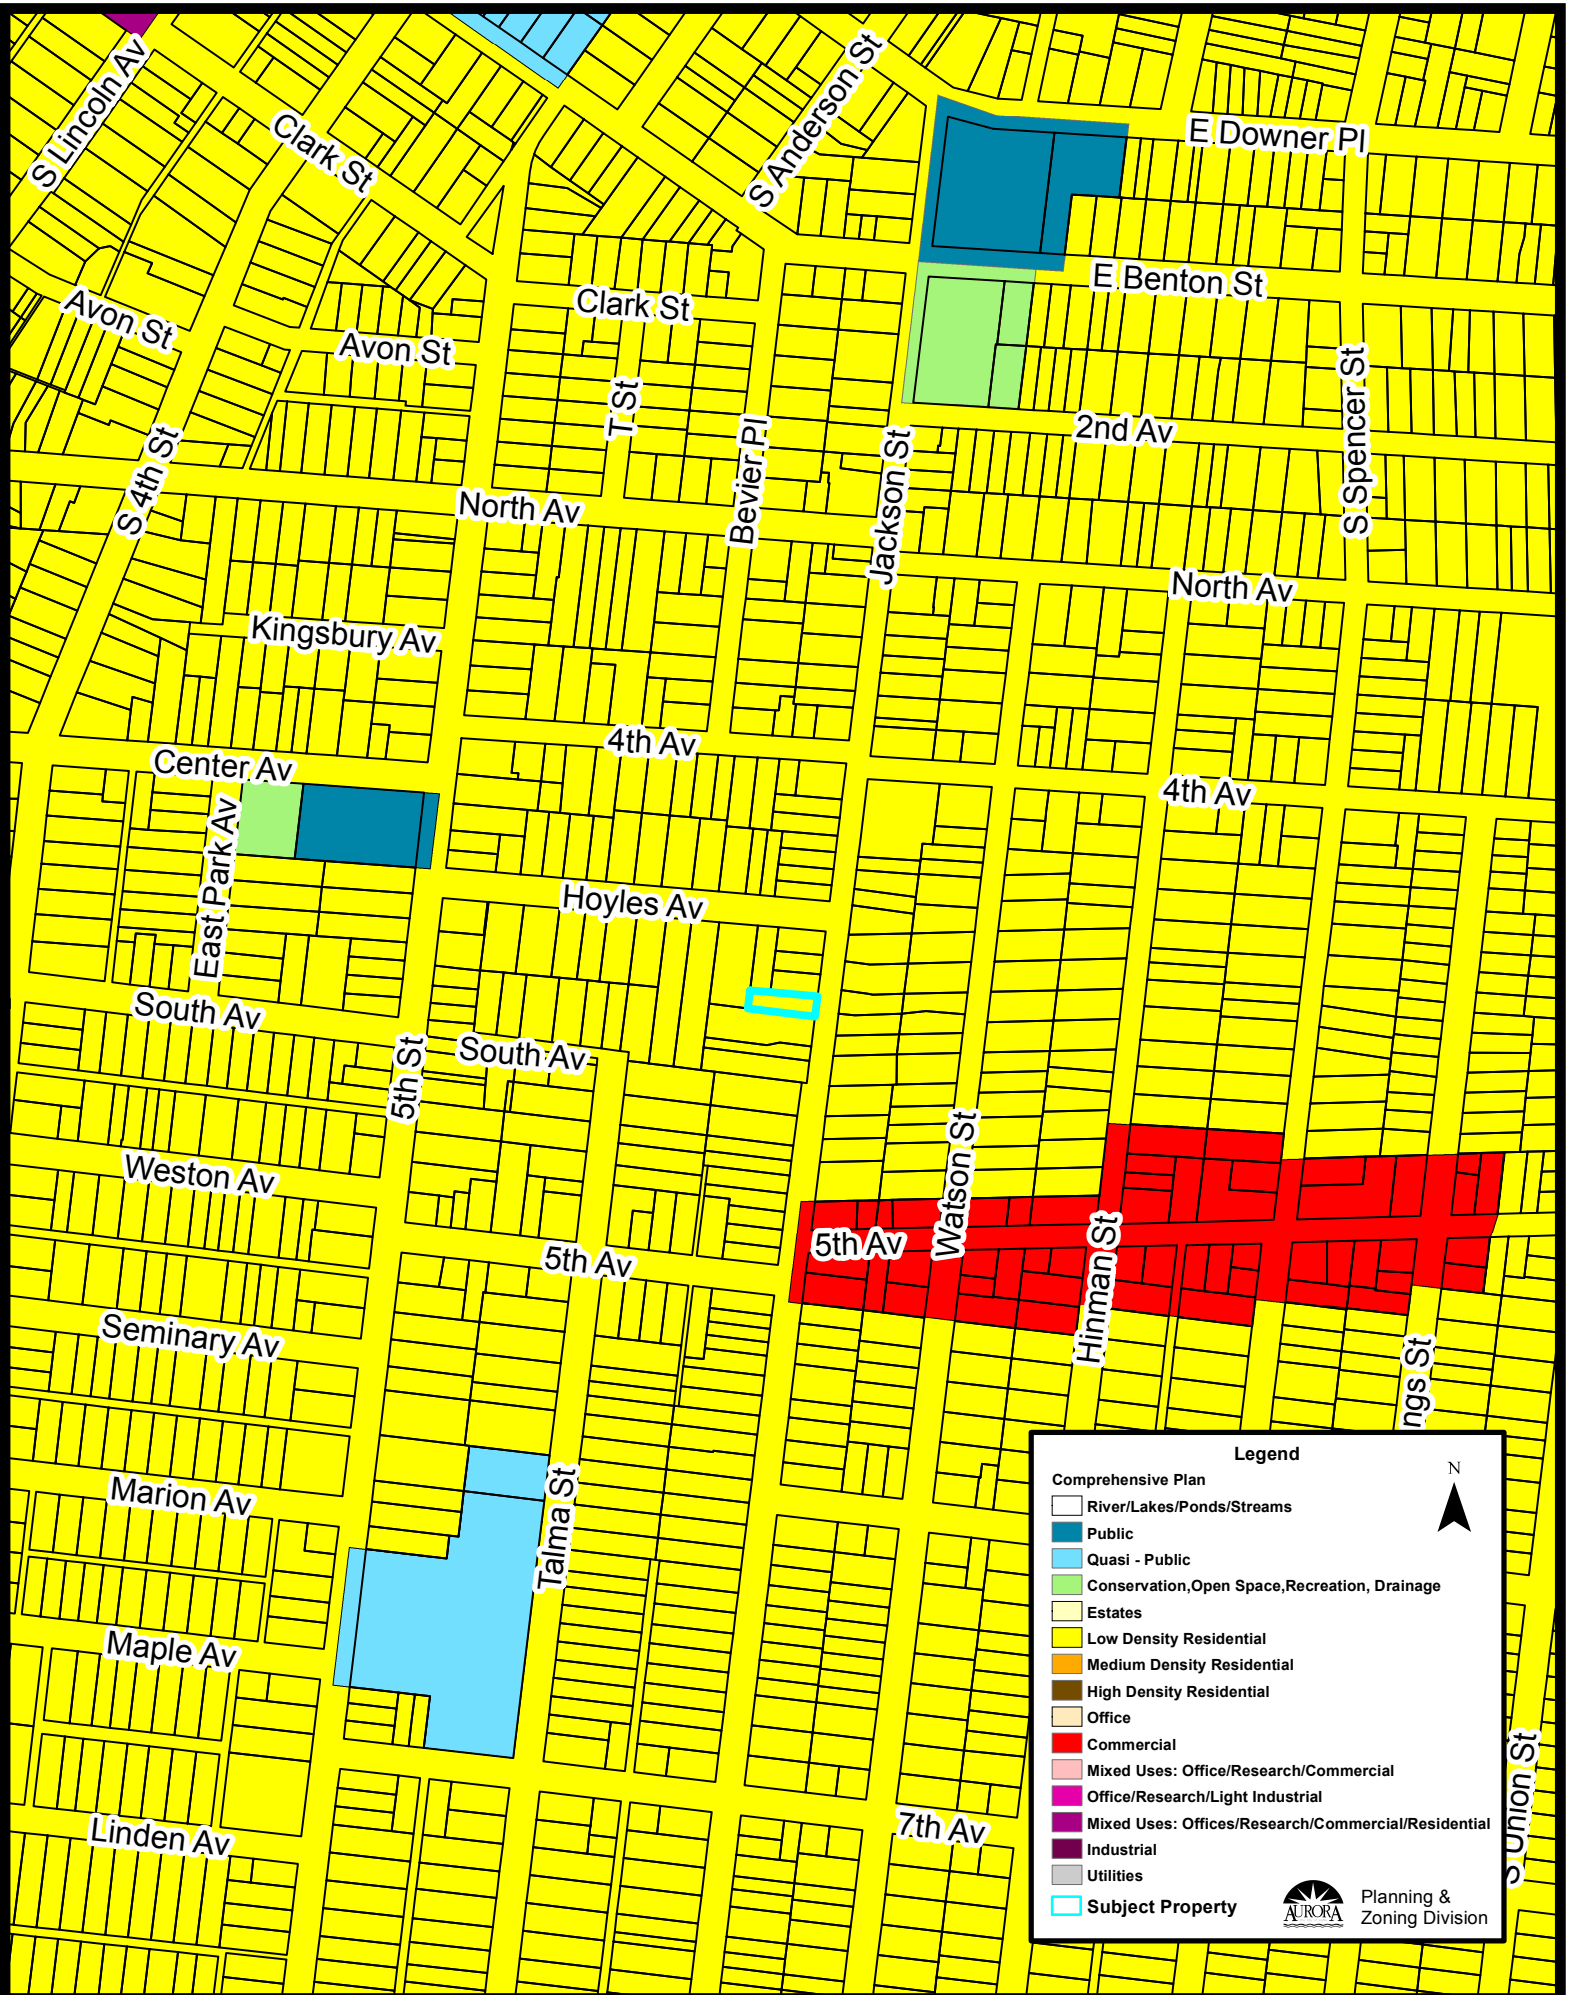 S Lincoln Av
Clark St
S Anderson St
E Downer Pl
Avon St
Avon St
Clark St
E Benton St
T St
S 4th St
North Av
Bevier Pl
Jackson St
2nd Av
S Spencer St
North Av
Kingsbury Av
4th Av
Center Av
4th Av
East Park Av
Hoyles Av
South Av
South Av
5th St
Weston Av
Watson St
5th Av
5th Av
Hinman St
Seminary Av
ngs St
Marion Av
Talma St
Maple Av
Linden Av
7th Av
S Union St
Legend
Comprehensive Plan
N
River/Lakes/Ponds/Streams
Public
Quasi - Public
Conservation,Open Space,Recreation, Drainage
Estates
Low Density Residential
Medium Density Residential
High Density Residential
Office
Commercial
Mixed Uses: Office/Research/Commercial
Office/Research/Light Industrial
Mixed Uses: Offices/Research/Commercial/Residential
Industrial
Utilities
Subject Property
AURORA
Planning &
Zoning Division